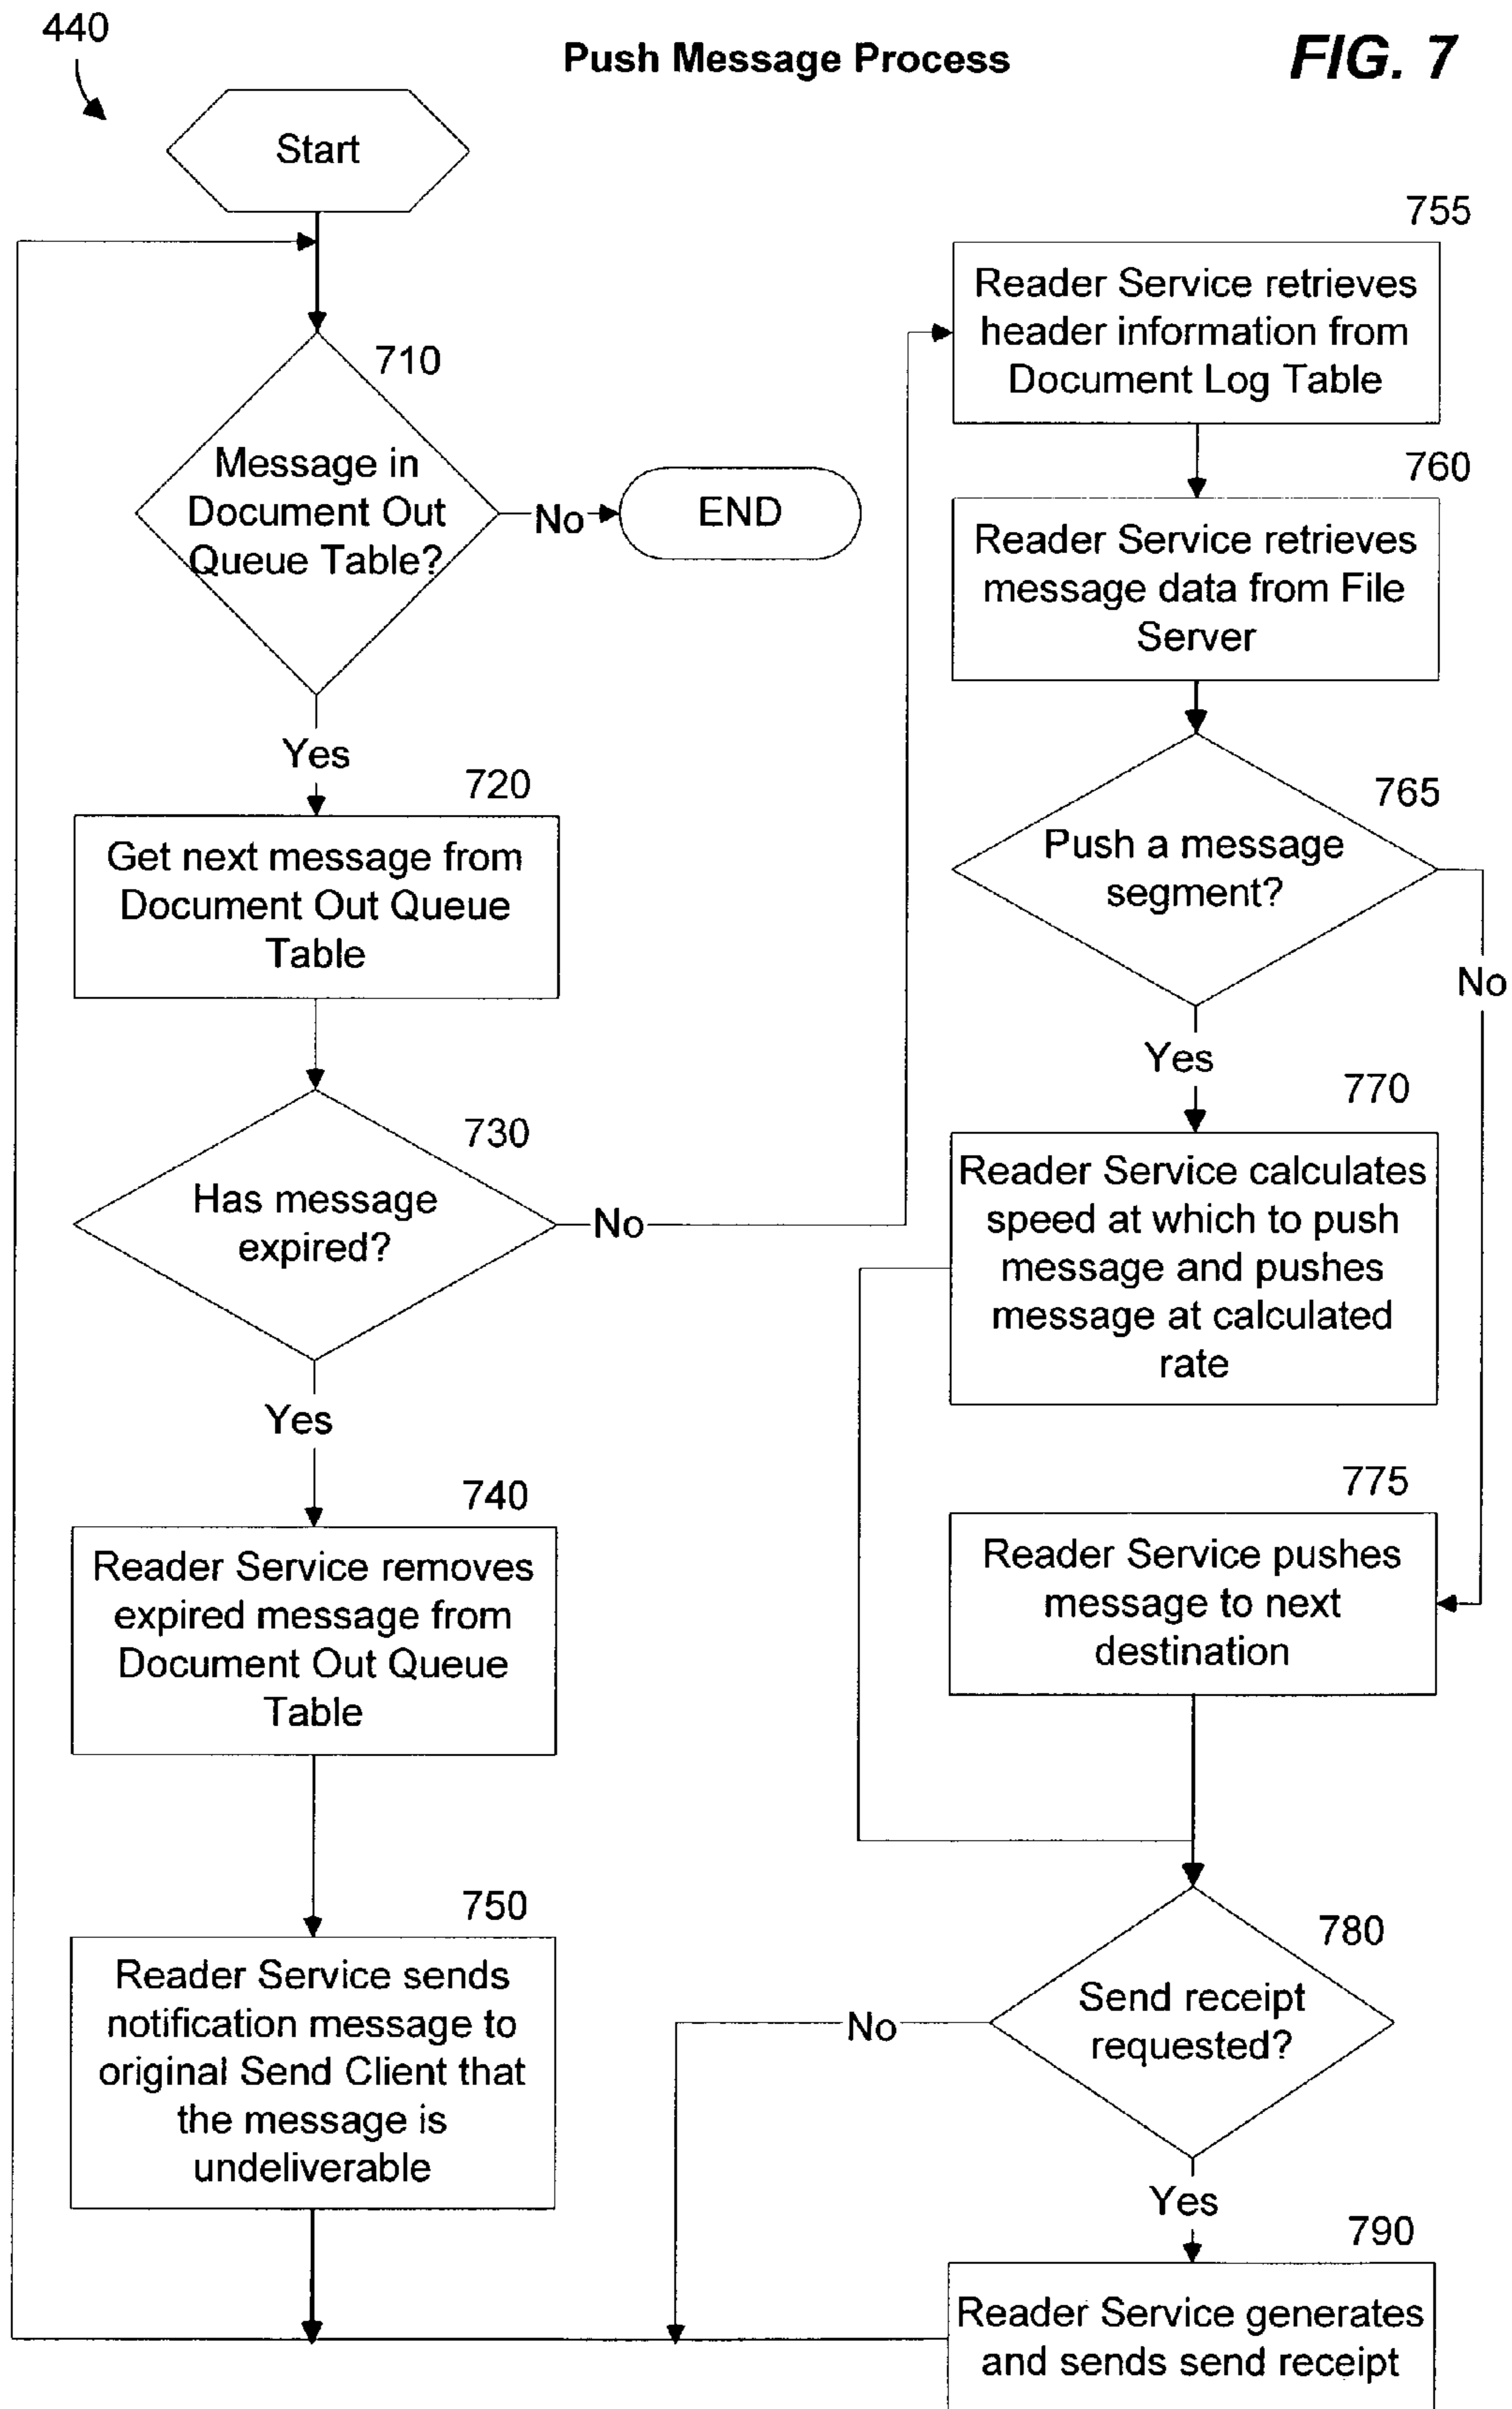 440
Push Message Process
FIG. 7
Start
710
Message in
Document Out
Queue Table?
No
END
Yes
720
Get next message from
Document Out Queue
Table
730
Has message
expired?
No
Yes
740
Reader Service removes
expired message from
Document Out Queue
Table
750
Reader Service sends
notification message to
original Send Client that
the message is
undeliverable
755
Reader Service retrieves
header information from
Document Log Table
760
Reader Service retrieves
message data from File
Server
765
Push a message
segment?
No
Yes
770
Reader Service calculates
speed at which to push
message and pushes
message at calculated
rate
775
Reader Service pushes
message to next
destination
780
Send receipt
requested?
No
Yes
790
Reader Service generates
and sends send receipt